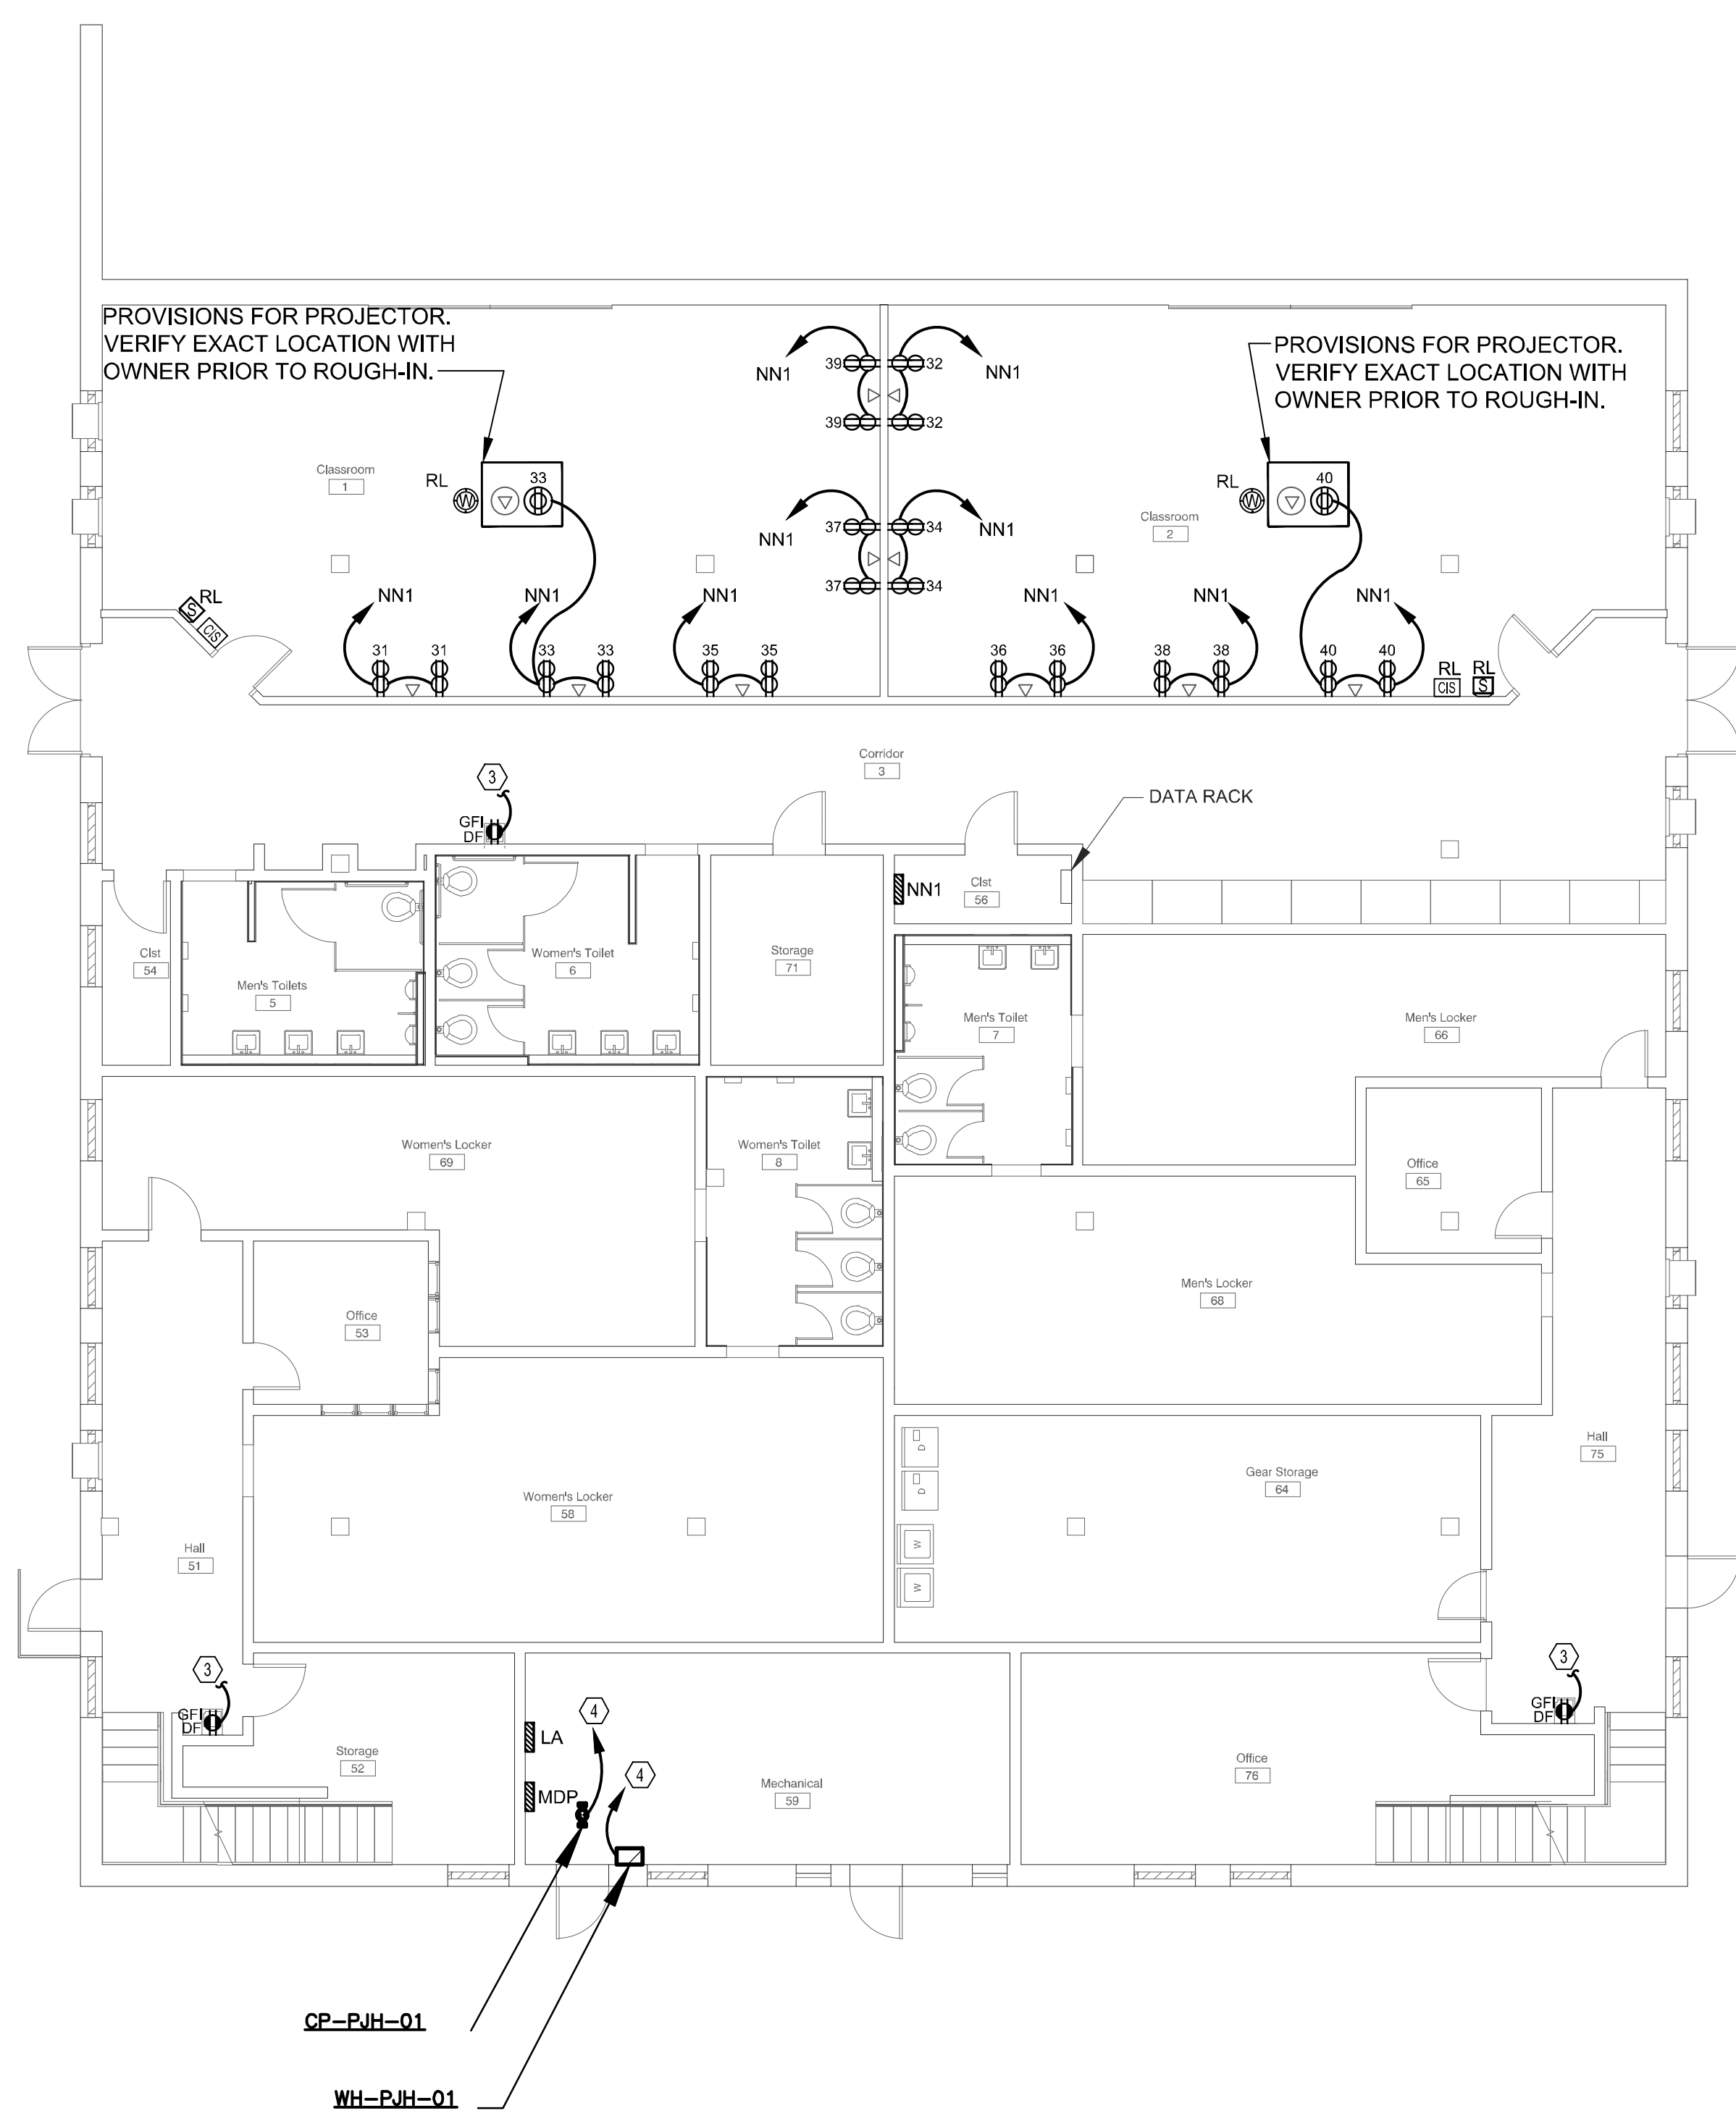 PROVISIONS FOR PROJECTOR.
VERIFY EXACT LOCATION WITH
OWNER PRIOR TO ROUGH-IN.
PROVISIONS FOR PROJECTOR.
VERIFY EXACT LOCATION WITH
OWNER PRIOR TO ROUGH-IN.
39
32
NN1
NN1
39
32
Classroom
1
RL
W
33
RL
W
40
Classroom
2
37
34
NN1
NN1
37
34
RL
S
CIS
NN1
NN1
NN1
NN1
NN1
NN1
31
31
33
33
35
35
36
36
38
38
40
40
RL
CIS
RL
S
Corridor
3
3
GFI
DF
DATA RACK
NN1
Clst
56
Clst
54
Men's Toilets
5
Women's Toilet
6
Storage
71
Men's Toilet
7
Men's Locker
66
Women's Locker
69
Women's Toilet
8
Office
65
Office
53
Men's Locker
68
D
D
W
W
Gear Storage
64
Hall
75
Women's Locker
58
Hall
51
3
GFI
DF
3
GFI
DF
LA
4
4
MDP
Storage
52
Mechanical
59
Office
76
CP-PJH-01
WH-PJH-01